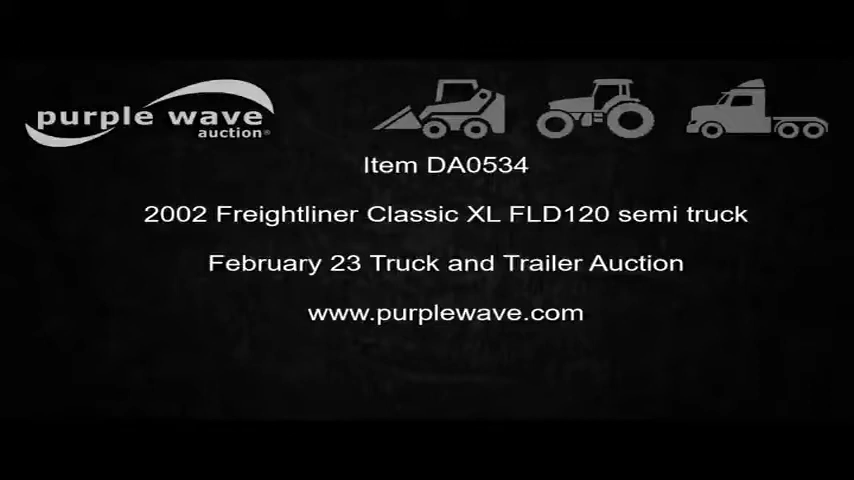 purple wave
auction®
Item DA0534
2002 Freightliner Classic XL FLD120 semi truck
February 23 Truck and Trailer Auction
www.purplewave.com